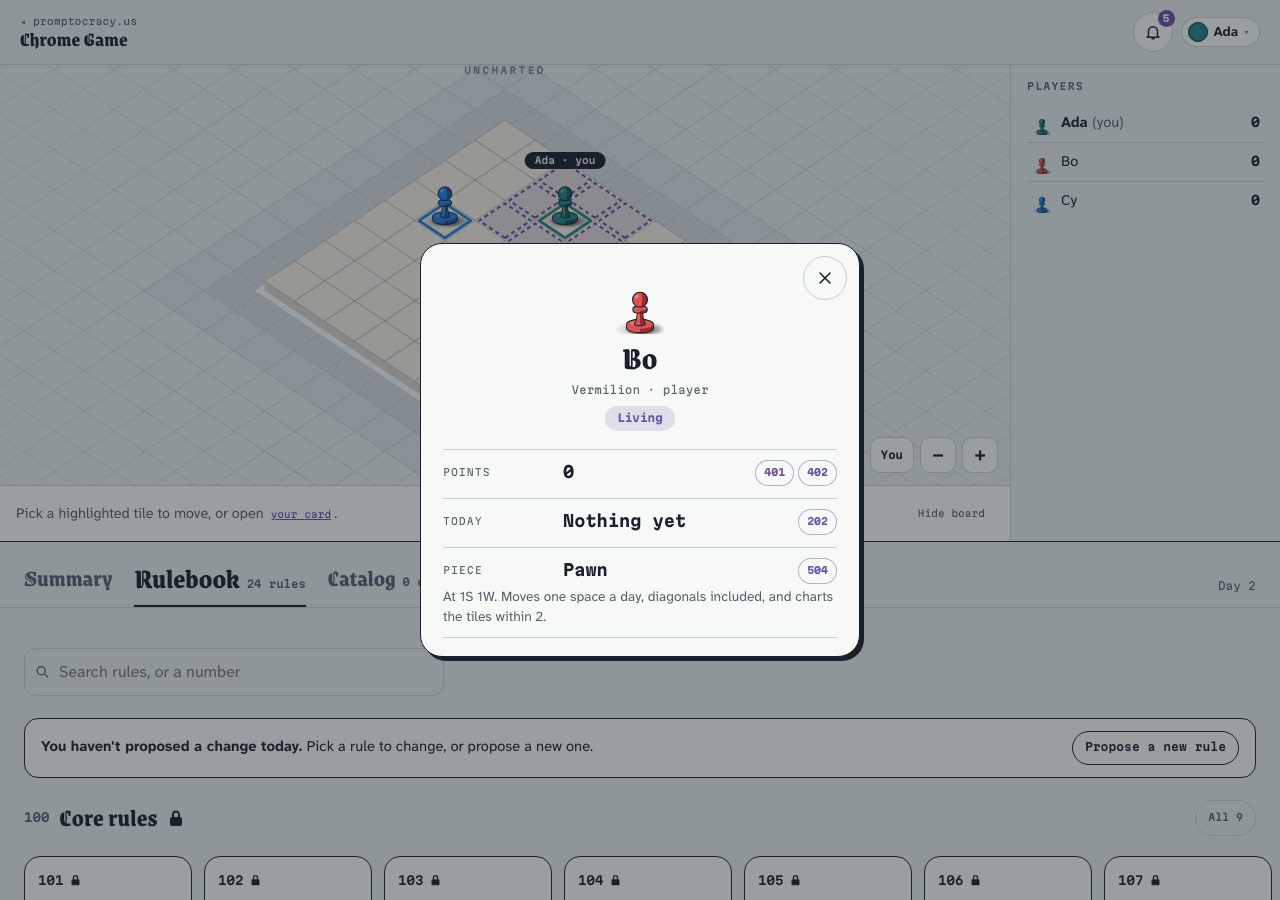 ◂ promptocracy.us
Chrome Game
5
Ada
UNCHARTED
Ada · you
PLAYERS
Ada (you) 0
Bo 0
Cy 0
Bo
Vermilion · player
Living
POINTS 0 401 402
TODAY Nothing yet 202
PIECE Pawn 504
At 1S 1W. Moves one space a day, diagonals included, and charts
the tiles within 2.
You − +
Pick a highlighted tile to move, or open your card.
Hide board
Summary Rulebook 24 rules Catalog 0
Day 2
Search rules, or a number
You haven't proposed a change today. Pick a rule to change, or propose a new one.
Propose a new rule
100 Core rules
All 9
101 102 103 104 105 106 107